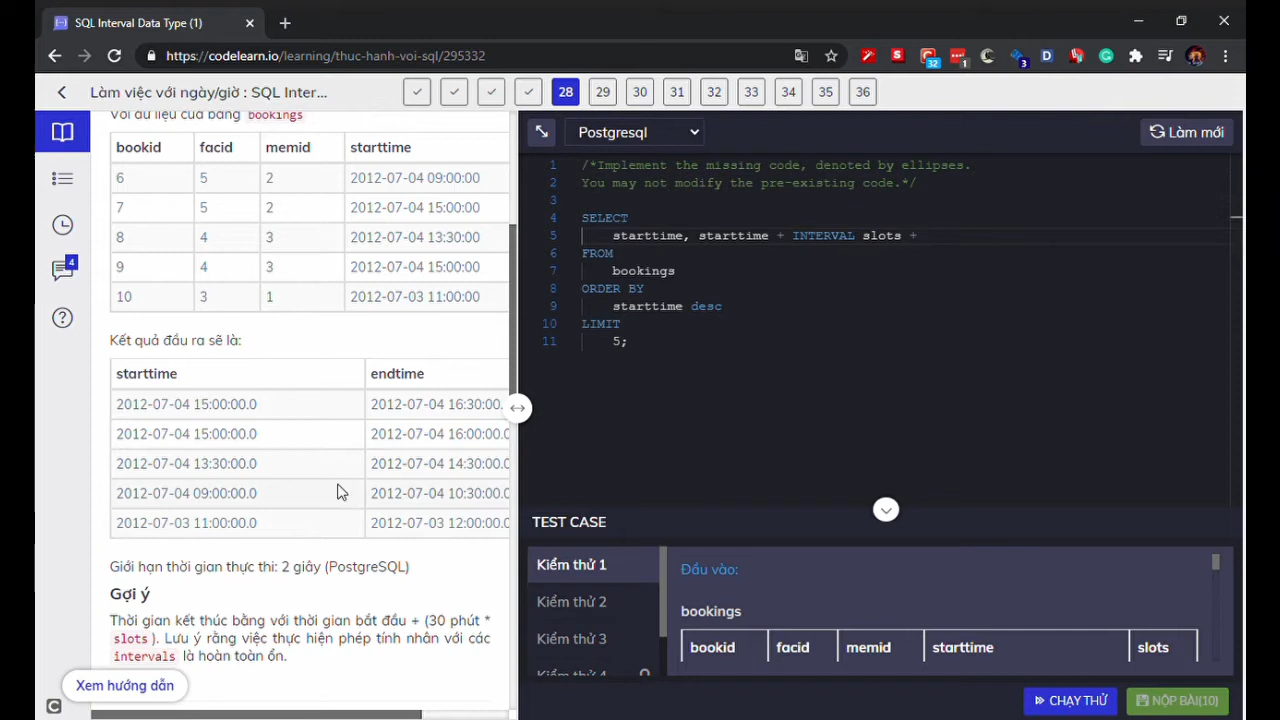 SQL Interval Data Type (1)
https://codelearn.io/learning/thuc-hanh-voi-sql/295332
32
1
3
Làm việc với ngày/giờ : SQL Inter...
28 29 30 31 32 33 34 35 36
Với dữ liệu của bảng bookings
bookid facid memid starttime
6 5 2 2012-07-04 09:00:00
7 5 2 2012-07-04 15:00:00
8 4 3 2012-07-04 13:30:00
9 4 3 2012-07-04 15:00:00
10 3 1 2012-07-03 11:00:00
4
Kết quả đầu ra sẽ là:
starttime endtime
2012-07-04 15:00:00.0 2012-07-04 16:30:00.
2012-07-04 15:00:00.0 2012-07-04 16:00:00.0
2012-07-04 13:30:00.0 2012-07-04 14:30:00.0
2012-07-04 09:00:00.0 2012-07-04 10:30:00.0
2012-07-03 11:00:00.0 2012-07-03 12:00:00.0
Giới hạn thời gian thực thi: 2 giây (PostgreSQL)
Gợi ý
Thời gian kết thúc bằng với thời gian bắt đầu + (30 phút *
slots ). Lưu ý rằng việc thực hiện phép tính nhân với các
intervals là hoàn toàn ổn.
Xem hướng dẫn
Postgresql
Làm mới
1 /*Implement the missing code, denoted by ellipses.
2 You may not modify the pre-existing code.*/
3
4 SELECT
5 starttime, starttime + INTERVAL slots +
6 FROM
7 bookings
8 ORDER BY
9 starttime desc
10 LIMIT
11 5;
TEST CASE
Kiểm thử 1
Kiểm thử 2
Kiểm thử 3
Kiểm thử 4
Đầu vào:
bookings
bookid facid memid starttime slots
CHẠY THỬ
NỘP BÀI(10)